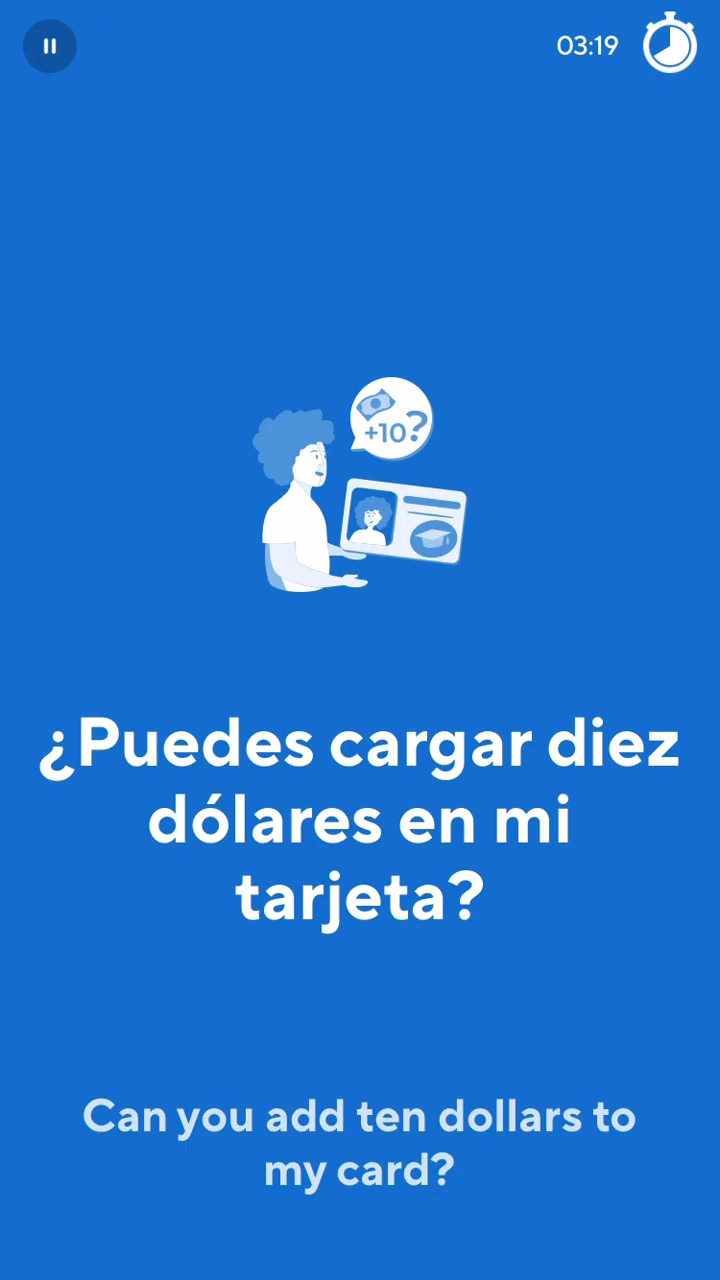 03:19
+10?
¿Puedes cargar diez
dólares en mi
tarjeta?
Can you add ten dollars to
my card?